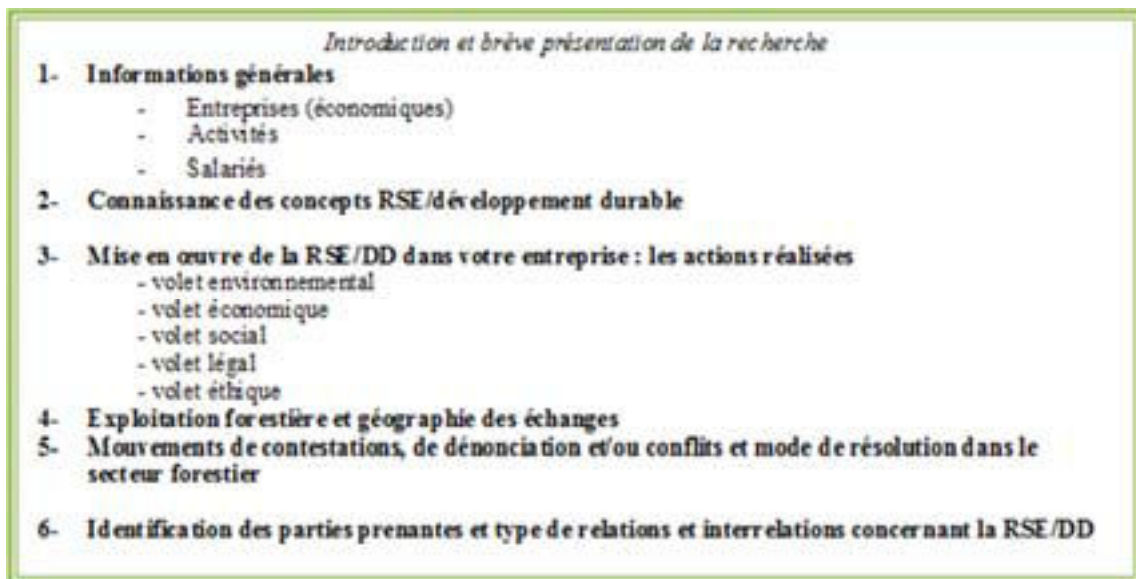 Introduction et brève présentation de la recherche
1- Informations générales
- Entreprises (économiques)
- Activités
- Salariés
2- Connaissance des concepts RSE/développement durable
3- Mise en œuvre de la RSE/DD dans votre entreprise : les actions réalisées
- volet environnemental
- volet économique
- volet social
- volet légal
- volet éthique
4- Exploitation forestière et géographie des échanges
5- Mouvements de contestations, de dénonciation et/ou conflits et mode de résolution dans le
secteur forestier
6- Identification des parties prenantes et type de relations et interrelations concernant la RSE/DD